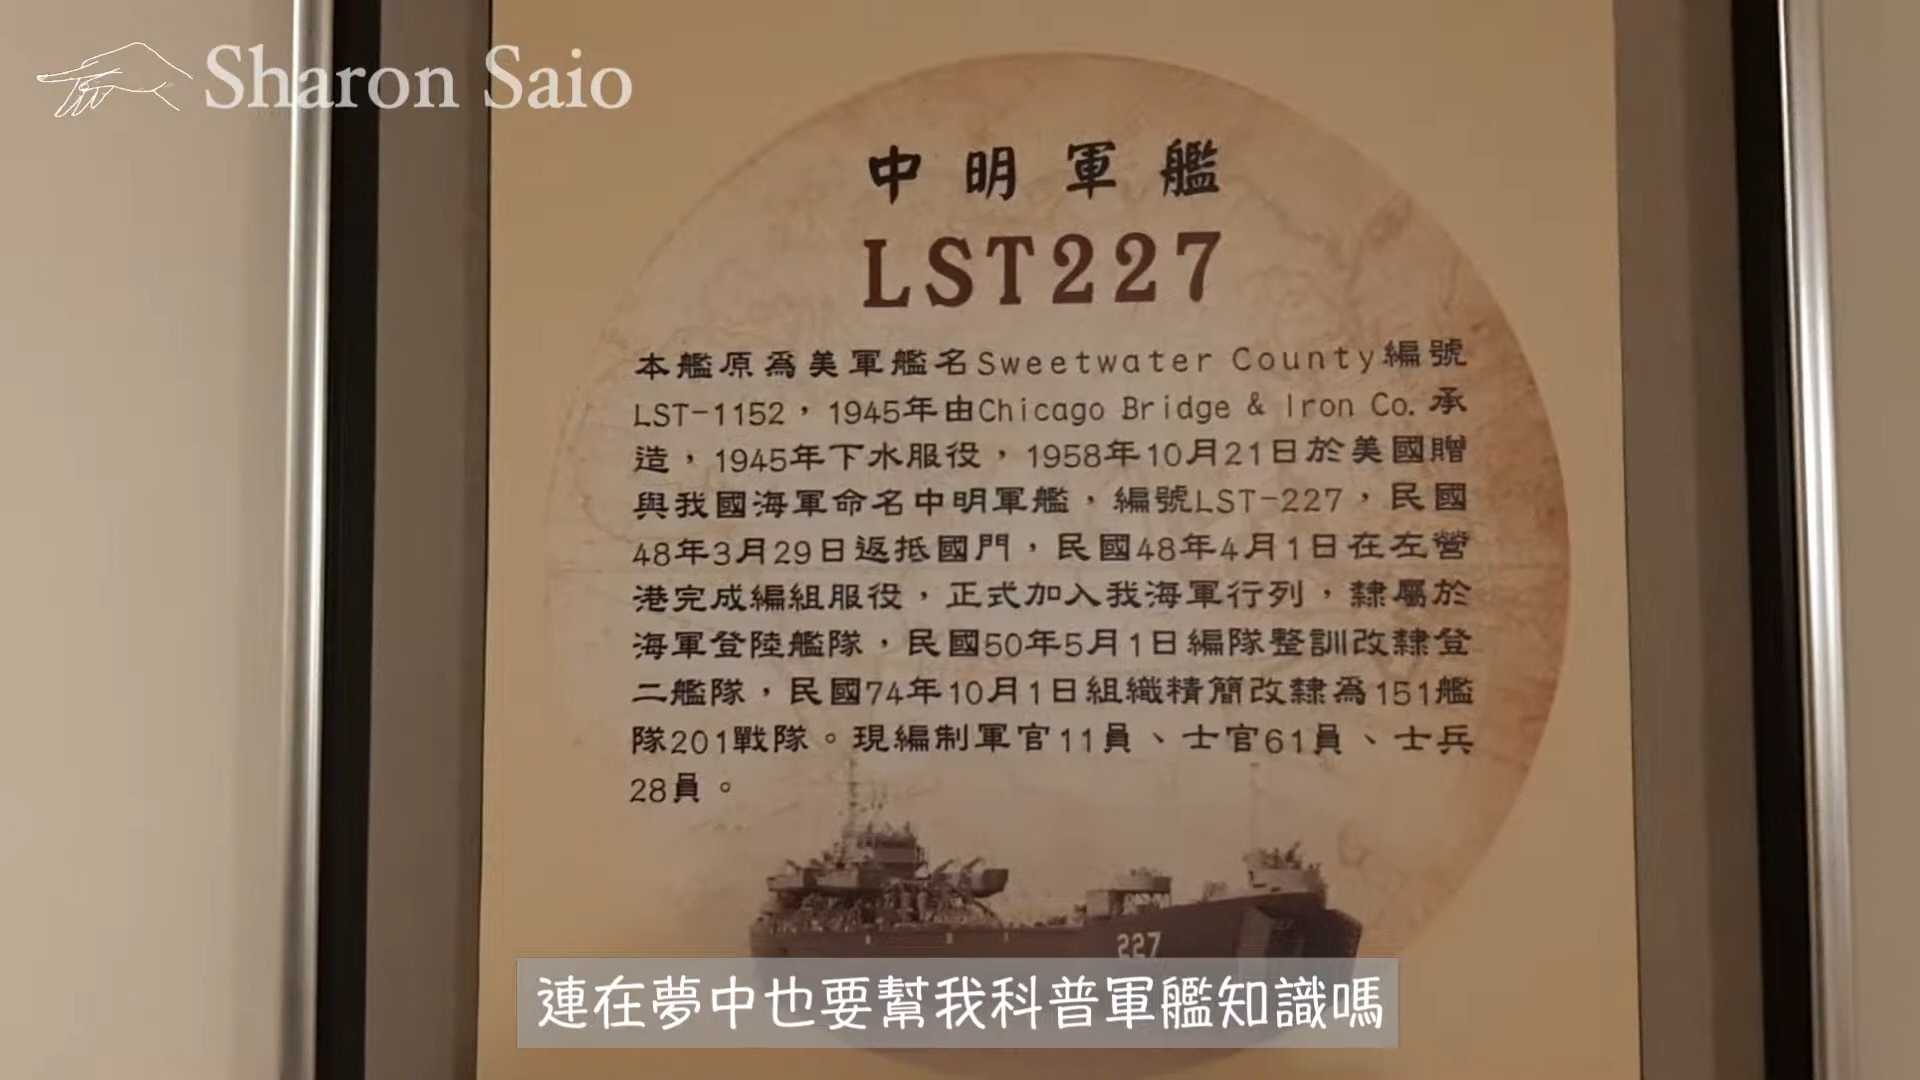 Sharon Saio
中明軍艦
LST227
本艦原為美軍艦名Sweetwater County編號
LST-1152，1945年由Chicago Bridge & Iron Co.承
造，1945年下水服役，1958年10月21日於美國贈
與我國海軍命名中明軍艦，編號LST-227，民國
48年3月29日返抵國門，民國48年4月1日在左營
港完成編組服役，正式加入我海軍行列，隸屬於
海軍登陸艦隊，民國50年5月1日編隊整訓改隸登
二艦隊，民國74年10月1日組織精簡改隸為151艦
隊201戰隊。現編制軍官11員、士官61員、士兵
28員。
227
連在夢中也要幫我科普軍艦知識嗎